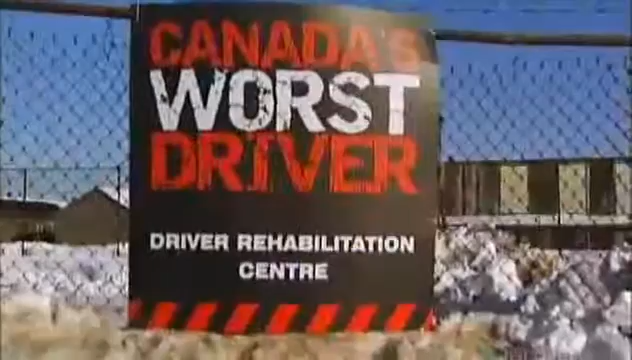 CANADA'S
WORST
DRIVER
DRIVER REHABILITATION
CENTRE